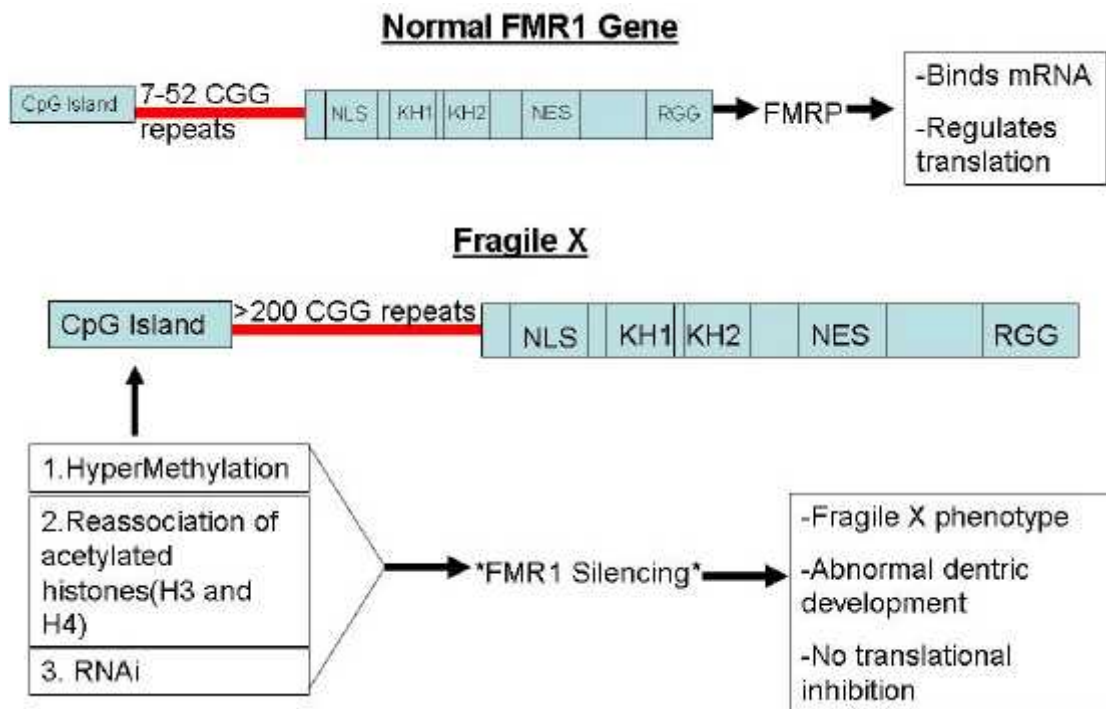 Normal FMR1 Gene
CpG Island
7-52 CGG
repeats
NLS
KH1
KH2
NES
RGG
FMRP
-Binds mRNA
-Regulates
translation
Fragile X
CpG Island
>200 CGG repeats
NLS
KH1
KH2
NES
RGG
1.HyperMethylation
2.Reassociation of
acetylated
histones(H3 and
H4)
3. RNAi
*FMR1 Silencing*
-Fragile X phenotype
-Abnormal dentric
development
-No translational
inhibition